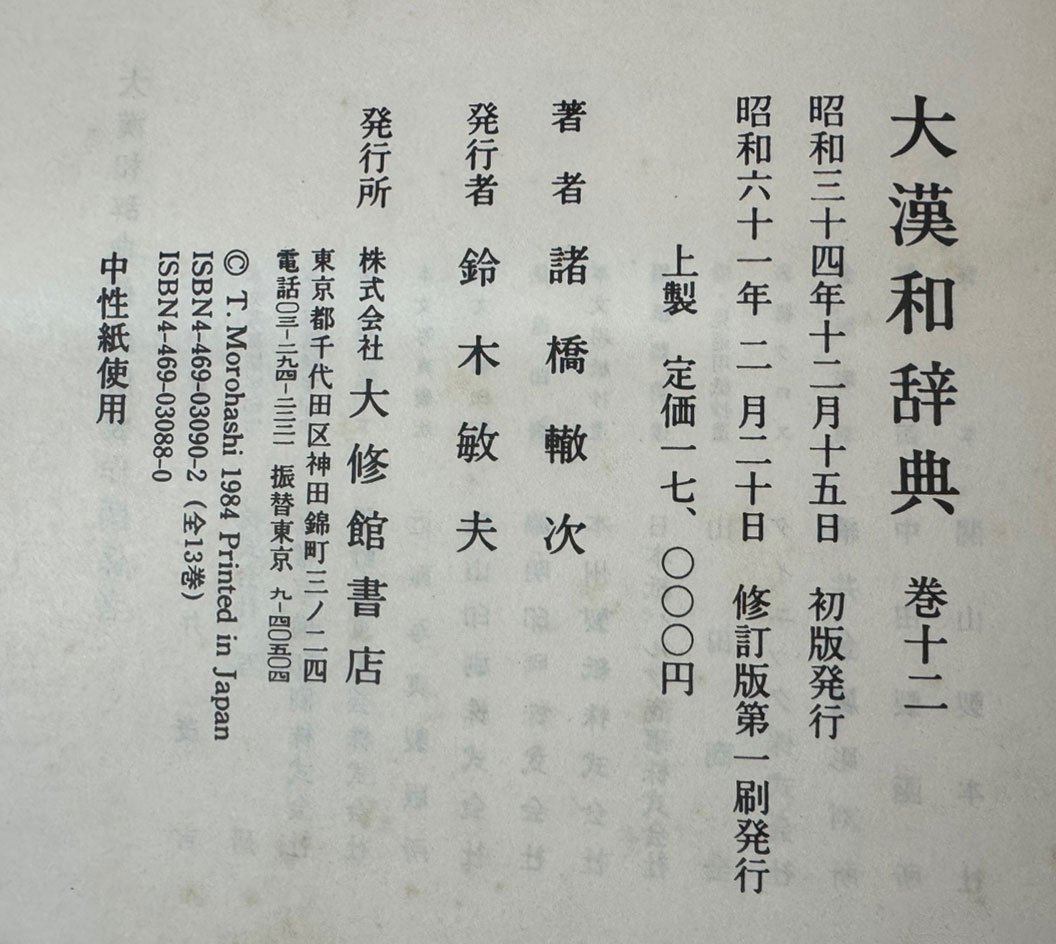 大漢和辞典　巻十二
昭和三十四年十二月十五日　初版発行
昭和六十一年　二　月二十日　修訂版第一刷発行
上製　定価一七、〇〇〇円
著　者　諸橋轍次
発行者　鈴木敏夫
発行所　株式会社　大修館書店
東京都千代田区神田錦町三ノ二四
電話〇三−二九四−二三三一　振替東京　九−四〇五〇四
© T. Morohashi 1984 Printed in Japan
ISBN4-469-03090-2（全13巻）
ISBN4-469-03088-0
中性紙使用